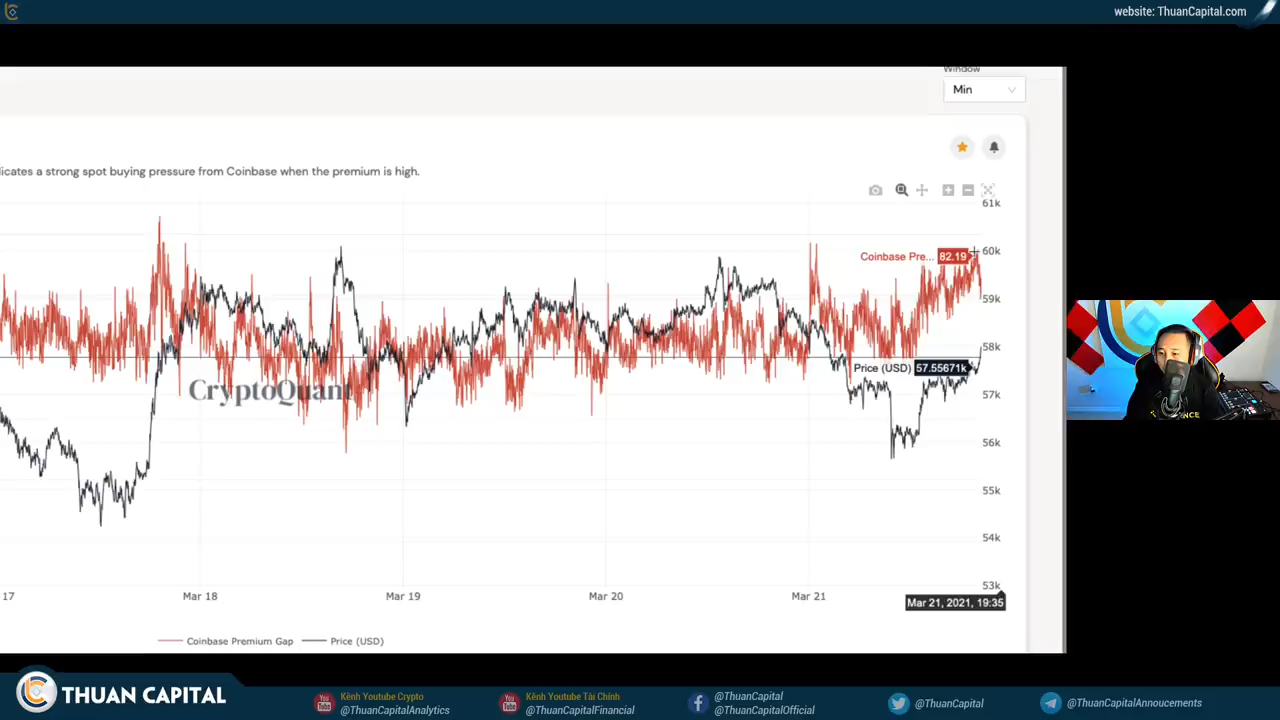 website: ThuanCapital.com
Window
Min
dicates a strong spot buying pressure from Coinbase when the premium is high.
61k
60k
Coinbase Pre... 82.19
59k
58k
Price (USD) 57.55671k
57k
CryptoQuant
56k
55k
54k
53k
17 Mar 18 Mar 19 Mar 20 Mar 21
Mar 21, 2021, 19:35
Coinbase Premium Gap Price (USD)
THUAN CAPITAL
Kênh Youtube Crypto
@ThuanCapitalAnalytics
Kênh Youtube Tài Chính
@ThuanCapitalFinancial
@ThuanCapital
@ThuanCapitalOfficial
@ThuanCapital
@ThuanCapitalAnnoucements